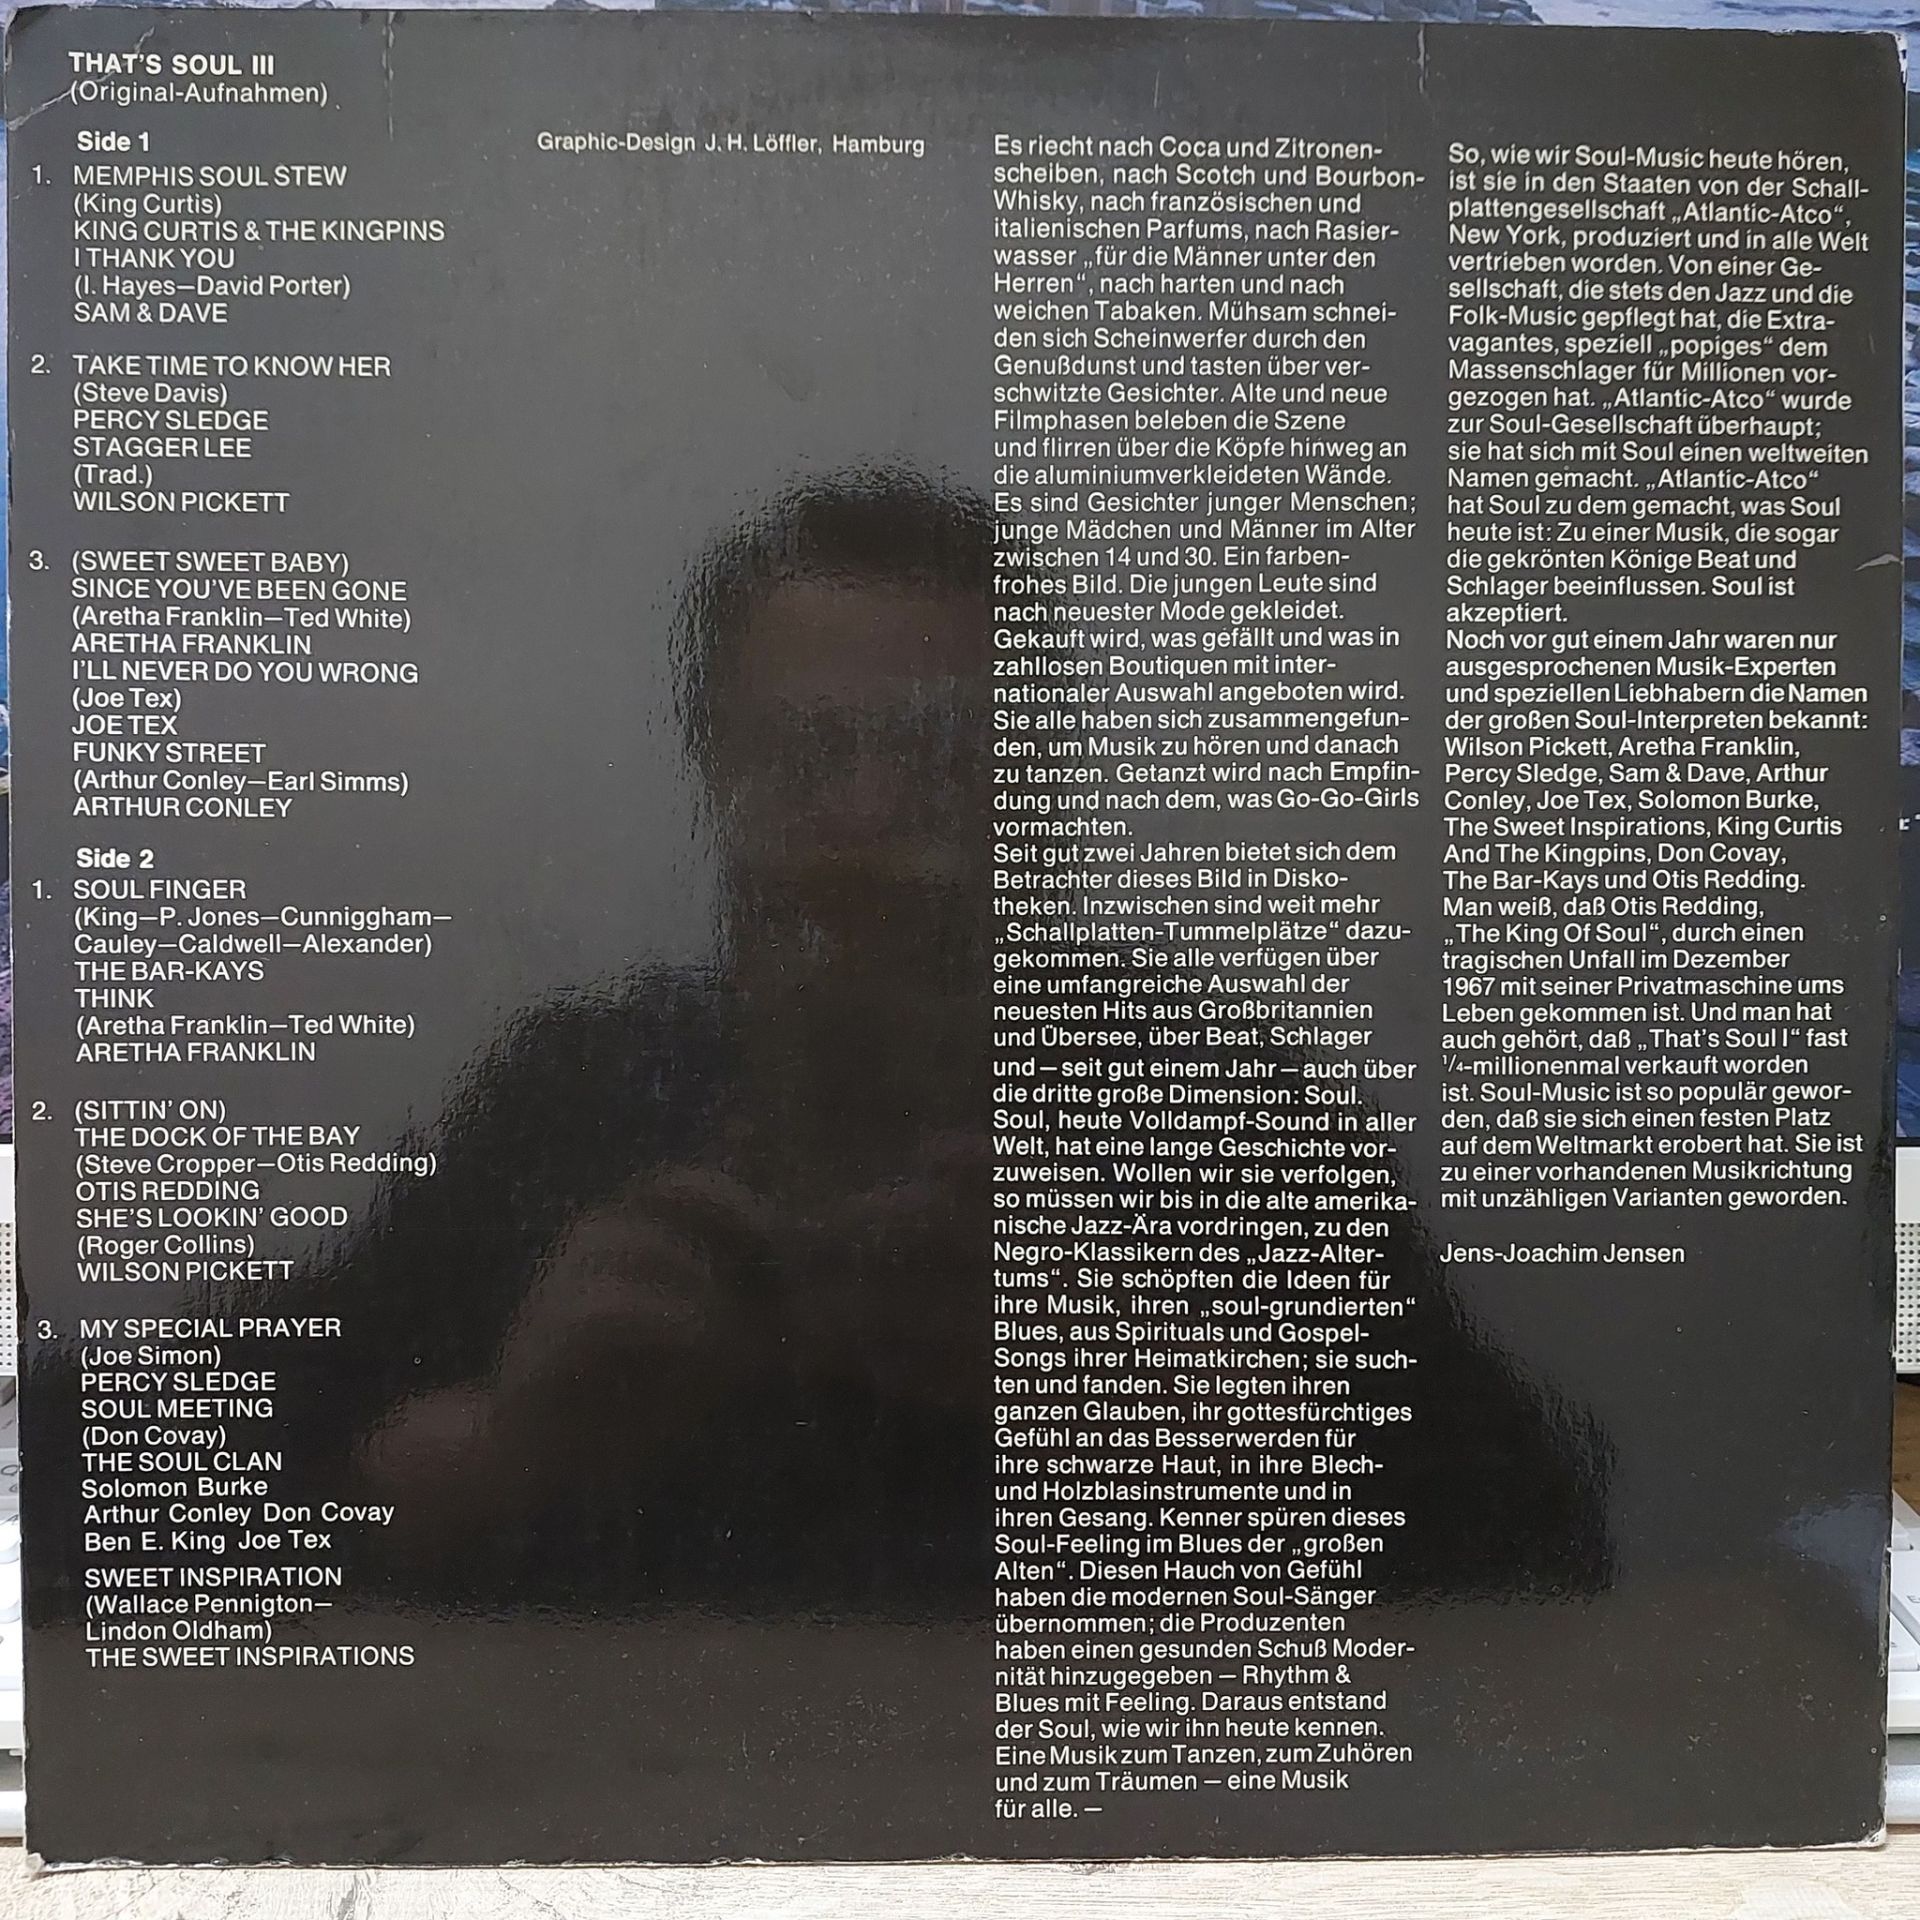 THAT'S SOUL III
(Original-Aufnahmen)
Side 1
1. MEMPHIS SOUL STEW
(King Curtis)
KING CURTIS & THE KINGPINS
I THANK YOU
(I. Hayes—David Porter)
SAM & DAVE
2. TAKE TIME TO KNOW HER
(Steve Davis)
PERCY SLEDGE
STAGGER LEE
(Trad.)
WILSON PICKETT
3. (SWEET SWEET BABY)
SINCE YOU'VE BEEN GONE
(Aretha Franklin—Ted White)
ARETHA FRANKLIN
I'LL NEVER DO YOU WRONG
(Joe Tex)
JOE TEX
FUNKY STREET
(Arthur Conley—Earl Simms)
ARTHUR CONLEY
Side 2
1. SOUL FINGER
(King—P. Jones—Cunniggham—
Cauley—Caldwell—Alexander)
THE BAR-KAYS
THINK
(Aretha Franklin—Ted White)
ARETHA FRANKLIN
2. (SITTIN' ON)
THE DOCK OF THE BAY
(Steve Cropper—Otis Redding)
OTIS REDDING
SHE'S LOOKIN' GOOD
(Roger Collins)
WILSON PICKETT
3. MY SPECIAL PRAYER
(Joe Simon)
PERCY SLEDGE
SOUL MEETING
(Don Covay)
THE SOUL CLAN
Solomon Burke
Arthur Conley Don Covay
Ben E. King Joe Tex
SWEET INSPIRATION
(Wallace Pennigton—
Lindon Oldham)
THE SWEET INSPIRATIONS
Graphic-Design J. H. Löffler, Hamburg
Es riecht nach Coca und Zitronen-
scheiben, nach Scotch und Bourbon-
Whisky, nach französischen und
italienischen Parfums, nach Rasier-
wasser „für die Männer unter den
Herren“, nach harten und nach
weichen Tabaken. Mühsam schnei-
den sich Scheinwerfer durch den
Genußdunst und tasten über ver-
schwitzte Gesichter. Alte und neue
Filmphasen beleben die Szene
und flirren über die Köpfe hinweg an
die aluminiumverkleideten Wände.
Es sind Gesichter junger Menschen;
junge Mädchen und Männer im Alter
zwischen 14 und 30. Ein farben-
frohes Bild. Die jungen Leute sind
nach neuester Mode gekleidet.
Gekauft wird, was gefällt und was in
zahllosen Boutiquen mit inter-
nationaler Auswahl angeboten wird.
Sie alle haben sich zusammengefun-
den, um Musik zu hören und danach
zu tanzen. Getanzt wird nach Empfin-
dung und nach dem, was Go-Go-Girls
vormachten.
Seit gut zwei Jahren bietet sich dem
Betrachter dieses Bild in Disko-
theken. Inzwischen sind weit mehr
„Schallplatten-Tummelplätze“ dazu-
gekommen. Sie alle verfügen über
eine umfangreiche Auswahl der
neuesten Hits aus Großbritannien
und Übersee, über Beat, Schlager
und — seit gut einem Jahr — auch über
die dritte große Dimension: Soul.
Soul, heute Volldampf-Sound in aller
Welt, hat eine lange Geschichte vor-
zuweisen. Wollen wir sie verfolgen,
so müssen wir bis in die alte amerika-
nische Jazz-Ära vordringen, zu den
Negro-Klassikern des „Jazz-Alter-
tums“. Sie schöpften die Ideen für
ihre Musik, ihren „soul-grundierten“
Blues, aus Spirituals und Gospel-
Songs ihrer Heimatkirchen; sie such-
ten und fanden. Sie legten ihren
ganzen Glauben, ihr gottesfürchtiges
Gefühl an das Besserwerden für
ihre schwarze Haut, in ihre Blech-
und Holzblasinstrumente und in
ihren Gesang. Kenner spüren dieses
Soul-Feeling im Blues der „großen
Alten“. Diesen Hauch von Gefühl
haben die modernen Soul-Sänger
übernommen; die Produzenten
haben einen gesunden Schuß Moder-
nität hinzugegeben — Rhythm &
Blues mit Feeling. Daraus entstand
der Soul, wie wir ihn heute kennen.
Eine Musik zum Tanzen, zum Zuhören
und zum Träumen — eine Musik
für alle. —
So, wie wir Soul-Music heute hören,
ist sie in den Staaten von der Schall-
plattengesellschaft „Atlantic-Atco“,
New York, produziert und in alle Welt
vertrieben worden. Von einer Ge-
sellschaft, die stets den Jazz und die
Folk-Music gepflegt hat, die Extra-
vagantes, speziell „popiges“ dem
Massenschlager für Millionen vor-
gezogen hat. „Atlantic-Atco“ wurde
zur Soul-Gesellschaft überhaupt;
sie hat sich mit Soul einen weltweiten
Namen gemacht. „Atlantic-Atco“
hat Soul zu dem gemacht, was Soul
heute ist: Zu einer Musik, die sogar
die gekrönten Könige Beat und
Schlager beeinflussen. Soul ist
akzeptiert.
Noch vor gut einem Jahr waren nur
ausgesprochenen Musik-Experten
und speziellen Liebhabern die Namen
der großen Soul-Interpreten bekannt:
Wilson Pickett, Aretha Franklin,
Percy Sledge, Sam & Dave, Arthur
Conley, Joe Tex, Solomon Burke,
The Sweet Inspirations, King Curtis
And The Kingpins, Don Covay,
The Bar-Kays und Otis Redding.
Man weiß, daß Otis Redding,
„The King Of Soul“, durch einen
tragischen Unfall im Dezember
1967 mit seiner Privatmaschine ums
Leben gekommen ist. Und man hat
auch gehört, daß „That's Soul I“ fast
¼-millionenmal verkauft worden
ist. Soul-Music ist so populär gewor-
den, daß sie sich einen festen Platz
auf dem Weltmarkt erobert hat. Sie ist
zu einer vorhandenen Musikrichtung
mit unzähligen Varianten geworden.
Jens-Joachim Jensen